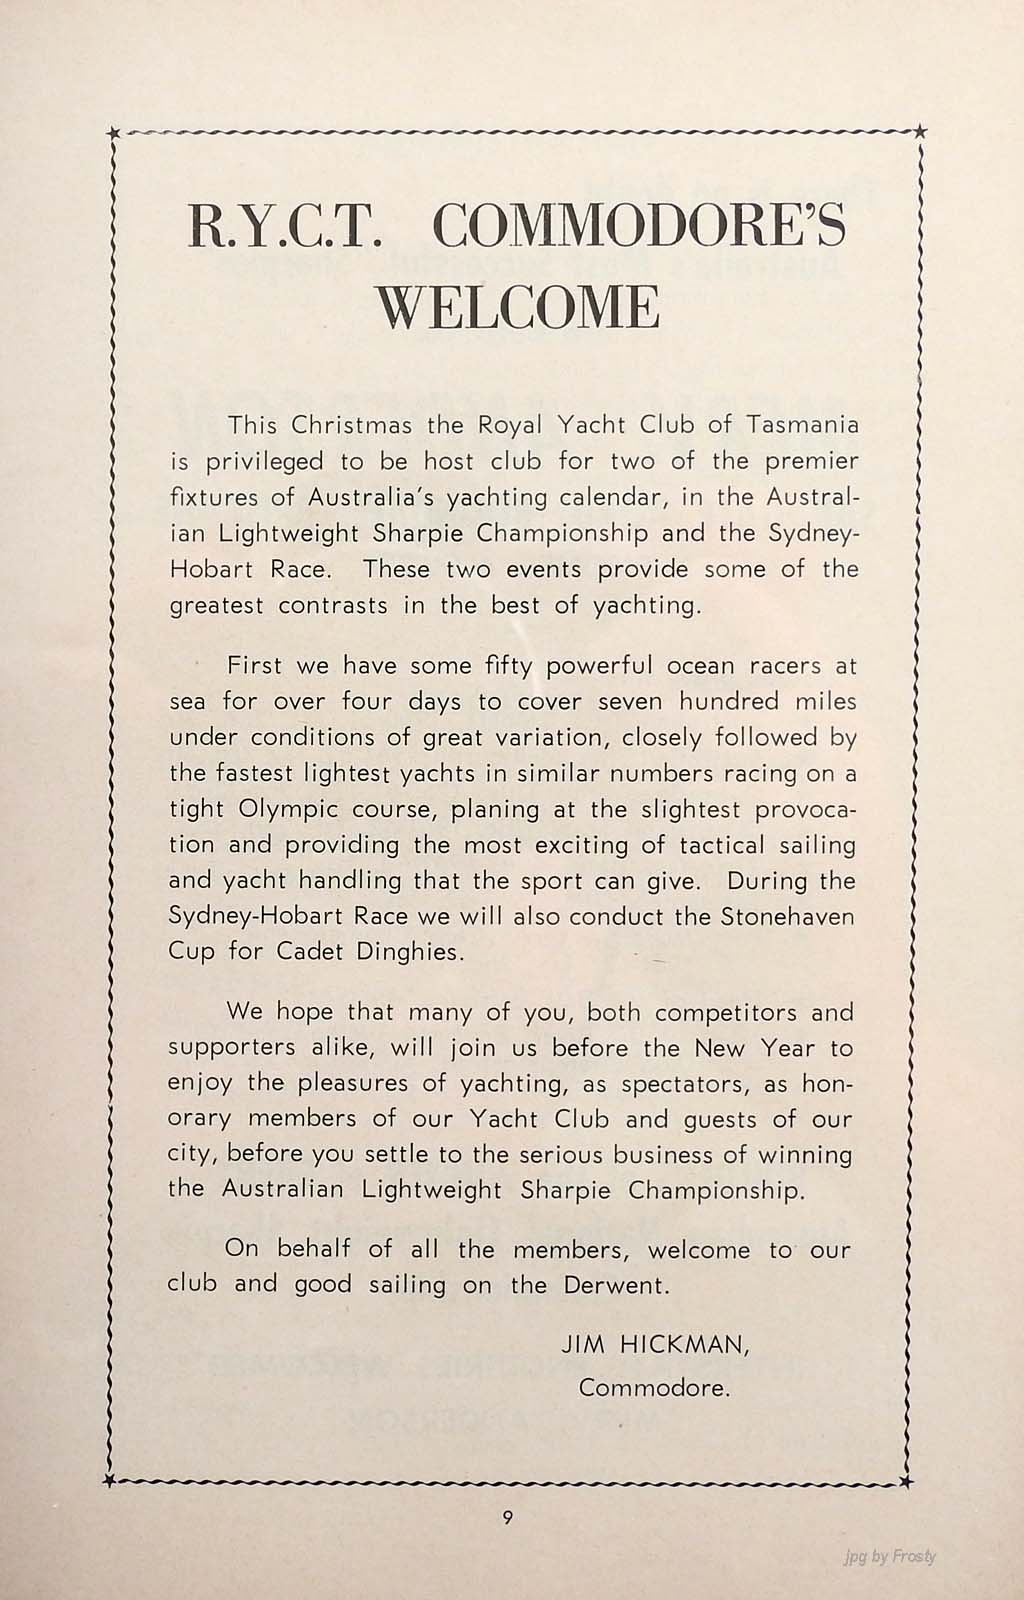 R.Y.C.T. COMMODORE'S
WELCOME
This Christmas the Royal Yacht Club of Tasmania
is privileged to be host club for two of the premier
fixtures of Australia's yachting calendar, in the Austral-
ian Lightweight Sharpie Championship and the Sydney-
Hobart Race. These two events provide some of the
greatest contrasts in the best of yachting.
First we have some fifty powerful ocean racers at
sea for over four days to cover seven hundred miles
under conditions of great variation, closely followed by
the fastest lightest yachts in similar numbers racing on a
tight Olympic course, planing at the slightest provoca-
tion and providing the most exciting of tactical sailing
and yacht handling that the sport can give. During the
Sydney-Hobart Race we will also conduct the Stonehaven
Cup for Cadet Dinghies.
We hope that many of you, both competitors and
supporters alike, will join us before the New Year to
enjoy the pleasures of yachting, as spectators, as hon-
orary members of our Yacht Club and guests of our
city, before you settle to the serious business of winning
the Australian Lightweight Sharpie Championship.
On behalf of all the members, welcome to our
club and good sailing on the Derwent.
JIM HICKMAN,
Commodore.
9
jpg by Frosty